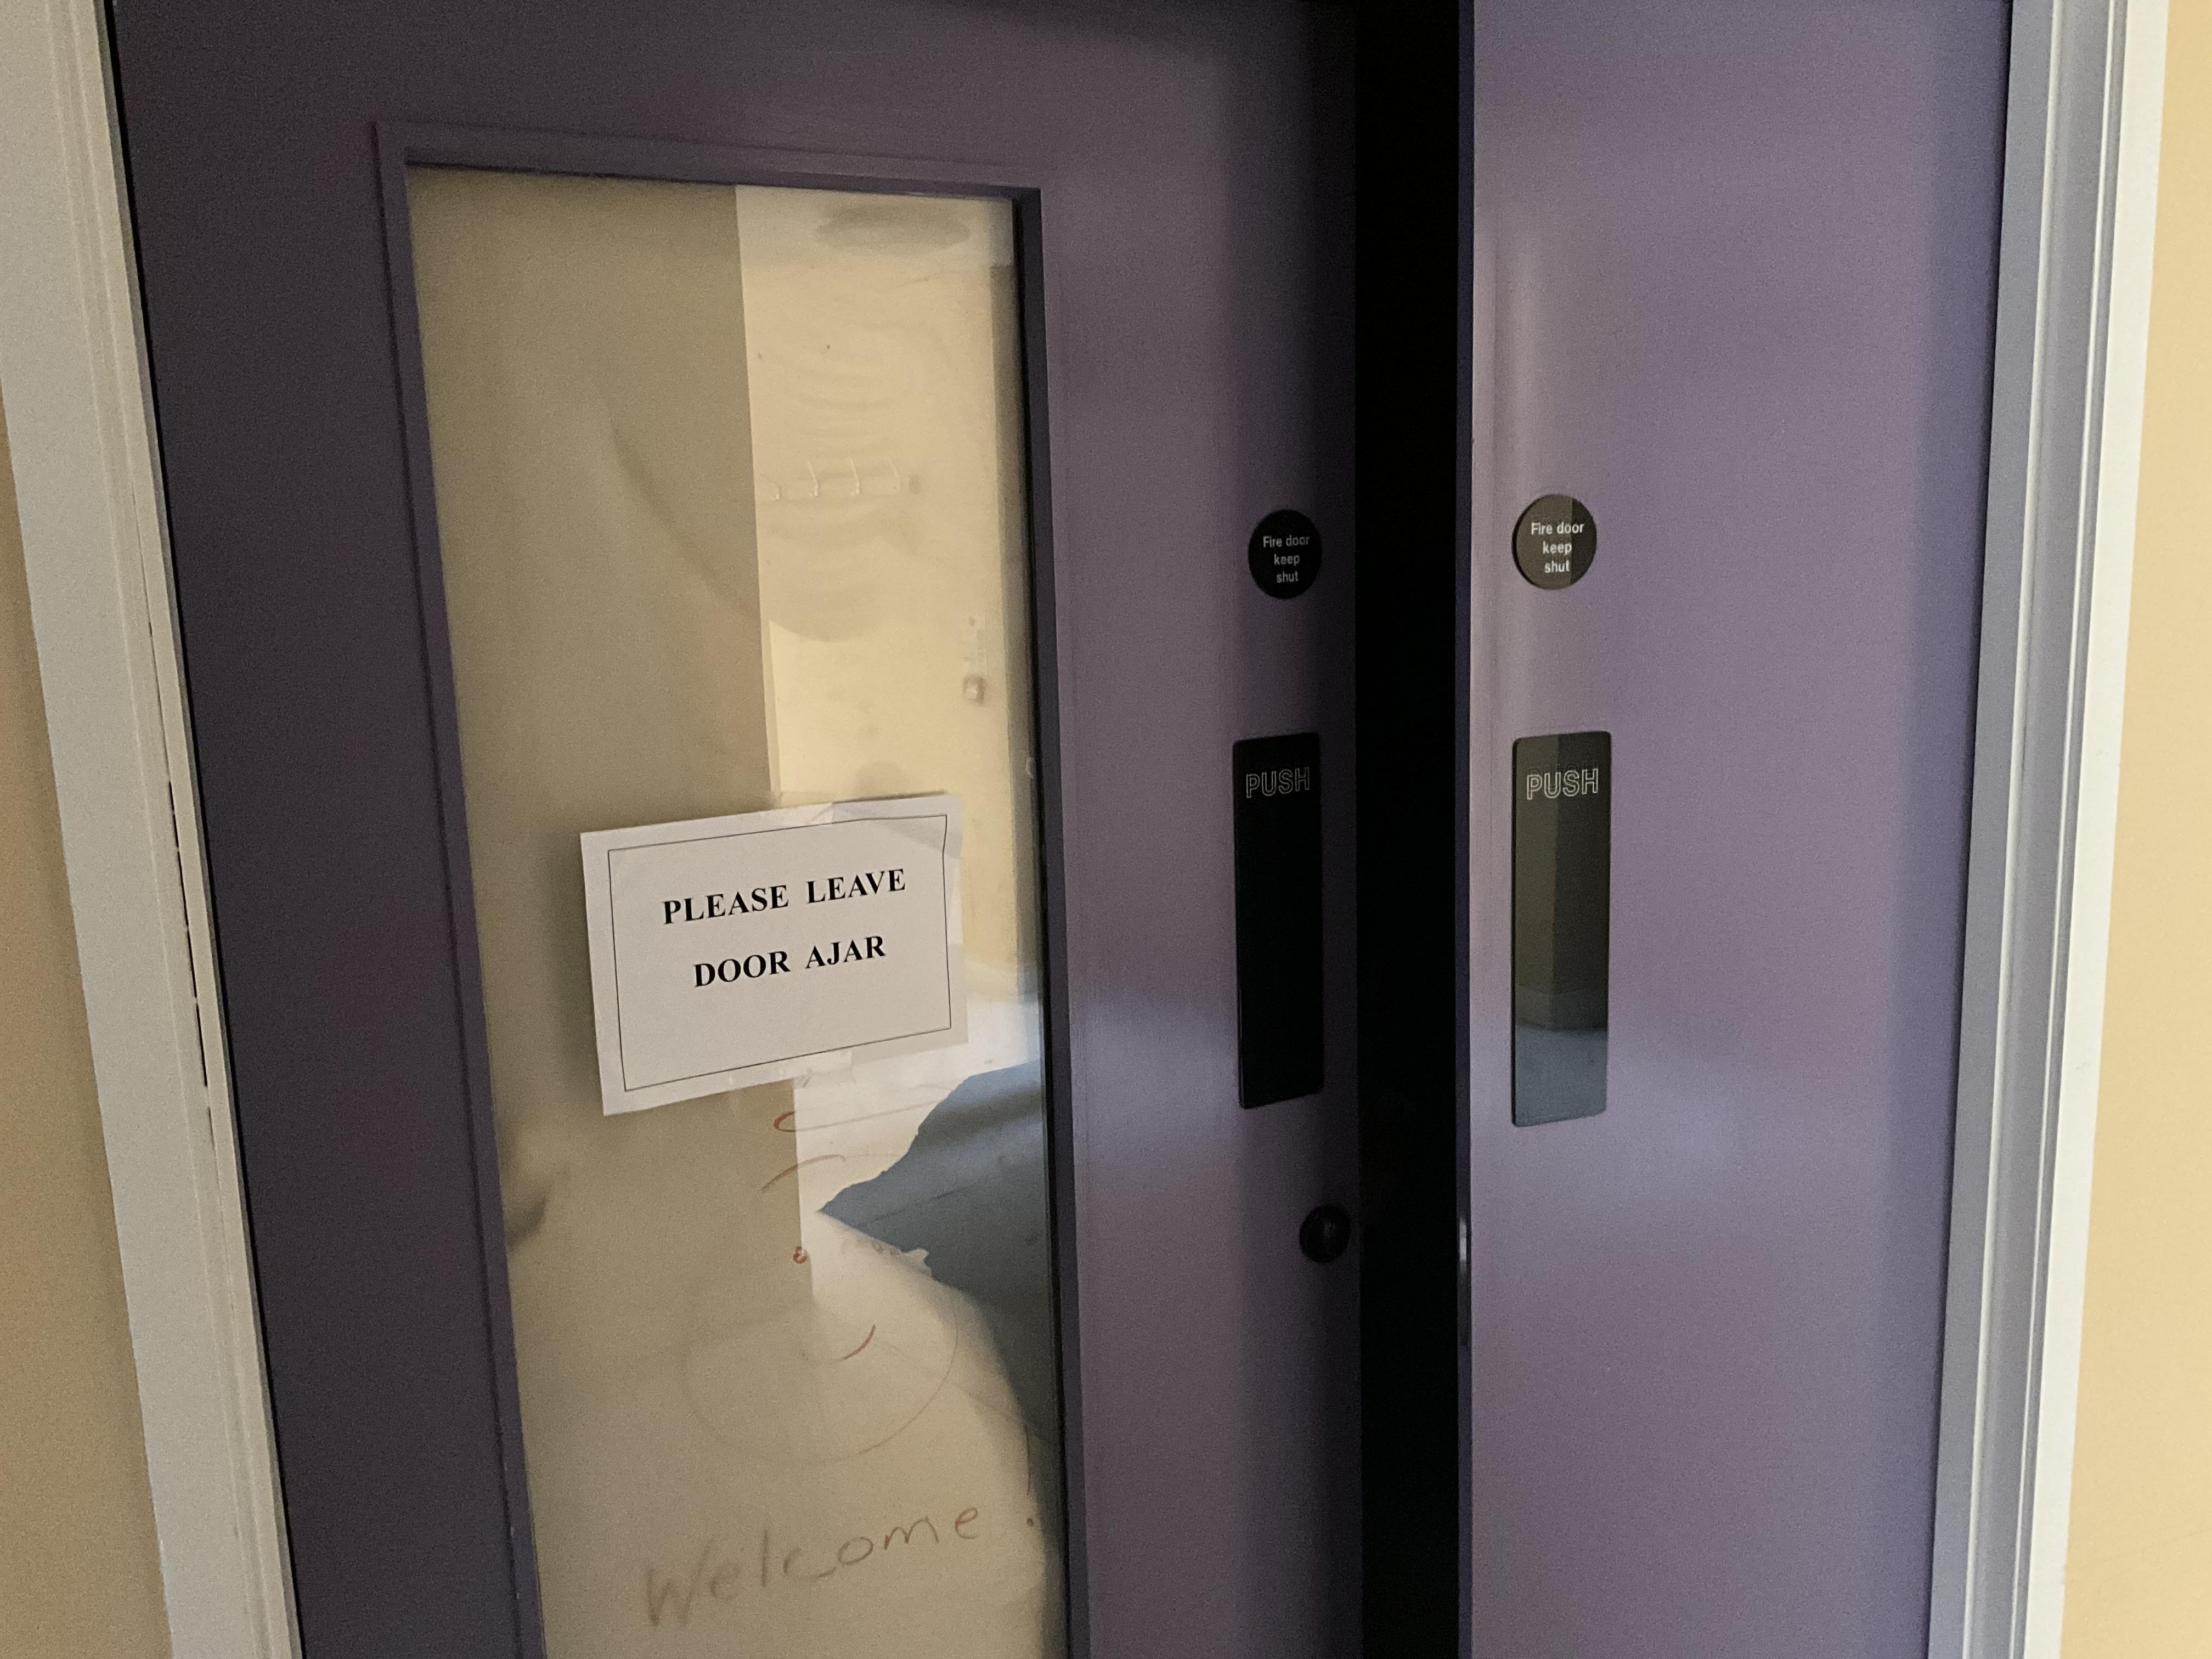 PLEASE LEAVE
DOOR AJAR
Welcome
Fire door
keep
shut
PUSH
Fire door
keep
shut
PUSH